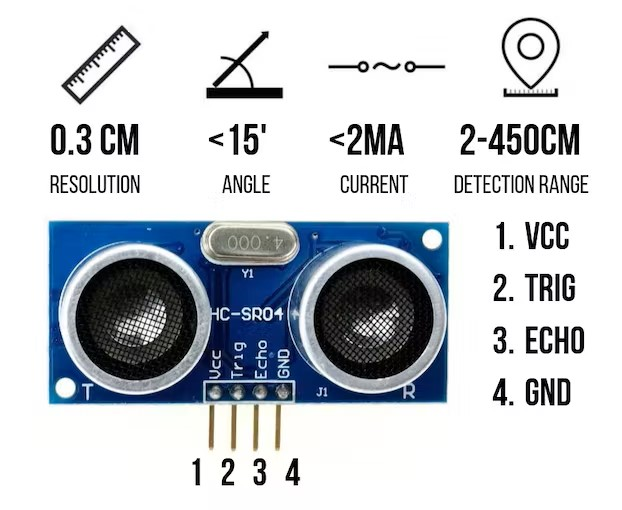 0.3 CM
<15'
<2MA
2-450CM
RESOLUTION
ANGLE
CURRENT
DETECTION RANGE
4.000
Y1
HC-SR04
Vcc
Trig
Echo
GND
T
J1
R
1. VCC
2. TRIG
3. ECHO
4. GND
1 2 3 4